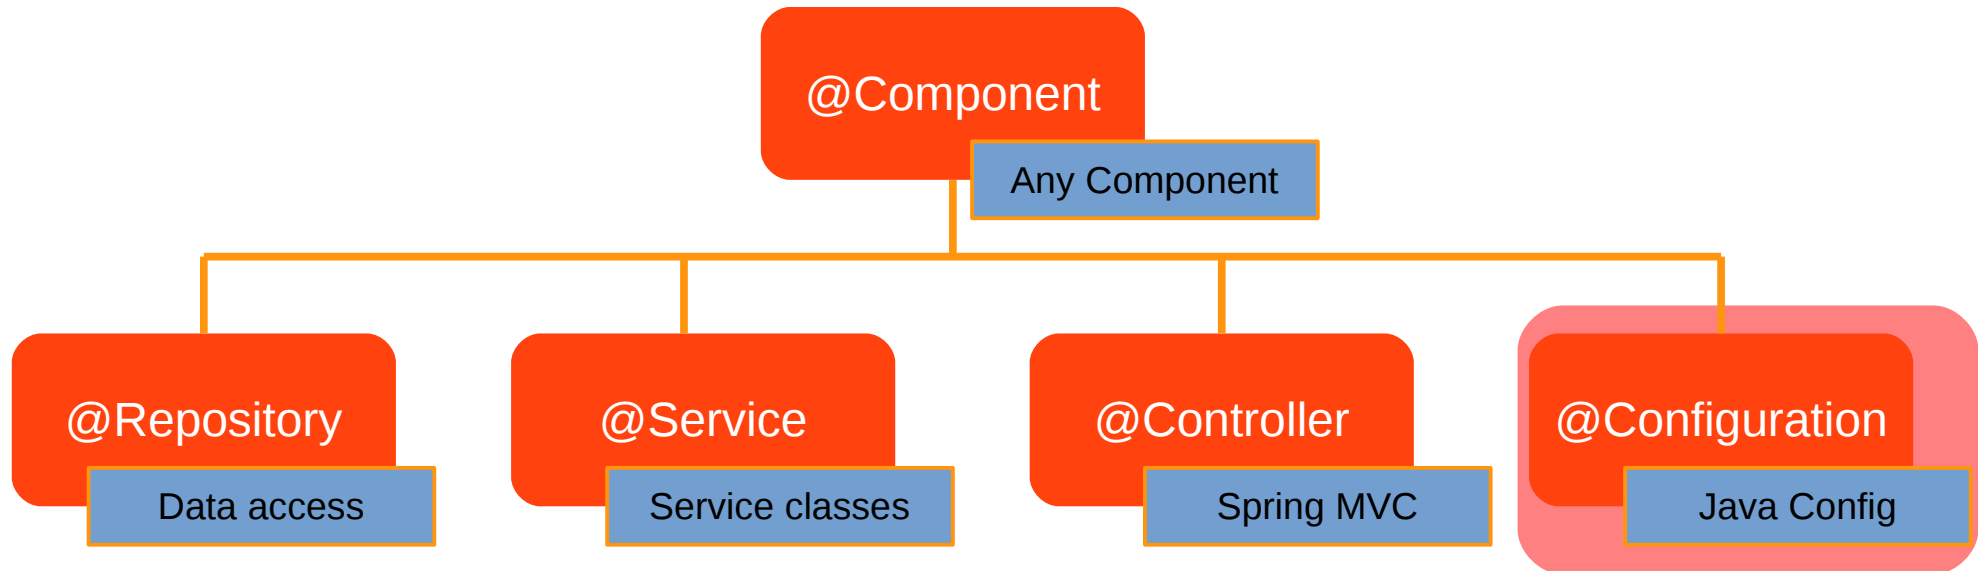 @Component
Any Component
@Repository
Data access
@Service
Service classes
@Controller
Spring MVC
@Configuration
Java Config